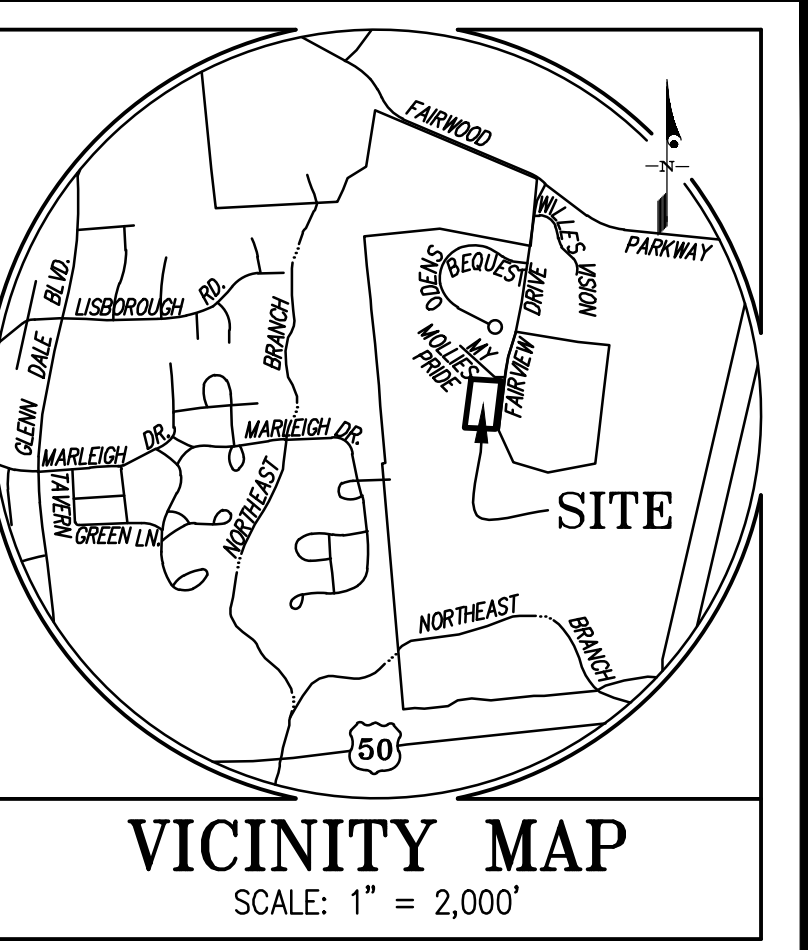 FAIRWOOD
N
PARKWAY
WILLES
VISION
ODENS
BEQUEST
DRIVE
MY
MOLLIES
PRIDE
FAIRVIEW
BLVD.
LISBOROUGH RD.
BRANCH
DALE
GLENN
MARLEIGH DR.
MARLEIGH DR.
TAVERN
GREEN LN.
NORTHEAST
SITE
NORTHEAST
BRANCH
50
VICINITY MAP
SCALE: 1" = 2,000'